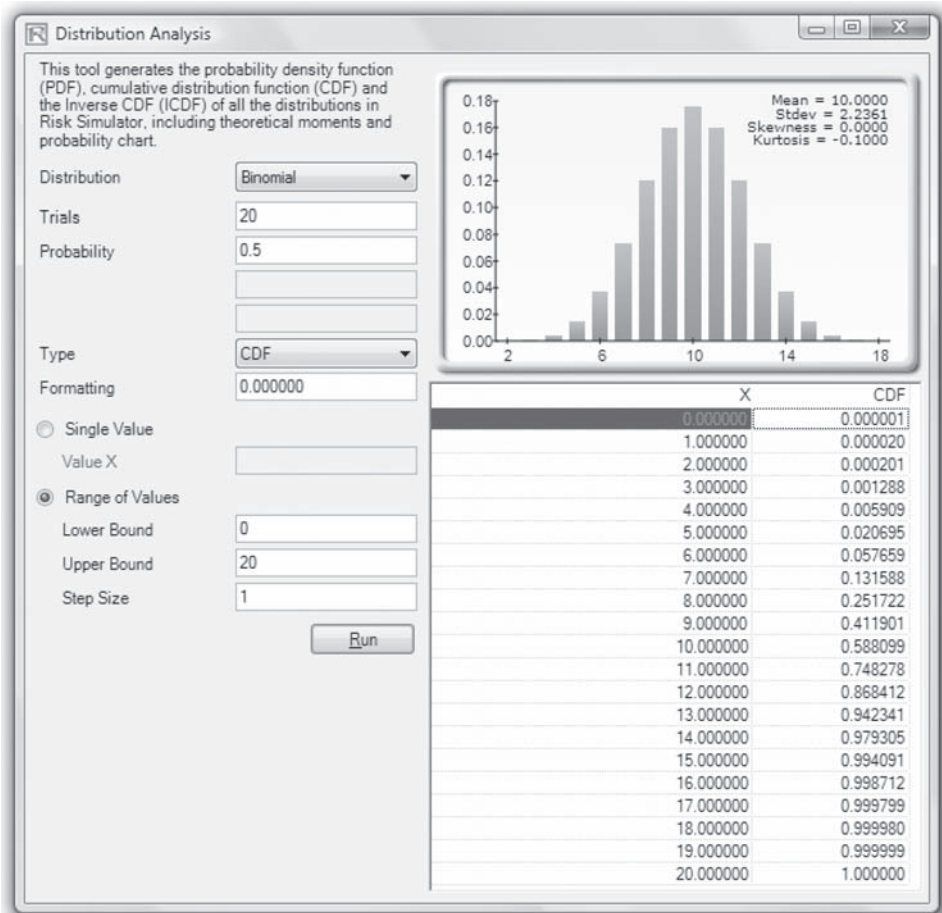 Distribution Analysis
This tool generates the probability density function
(PDF), cumulative distribution function (CDF) and
the Inverse CDF (ICDF) of all the distributions in
Risk Simulator, including theoretical moments and
probability chart.
Distribution Binomial
Trials 20
Probability 0.5
Type CDF
Formatting 0.000000
Single Value
Value X
Range of Values
Lower Bound 0
Upper Bound 20
Step Size 1
Run
Mean = 10.0000
Stdev = 2.2361
Skewness = 0.0000
Kurtosis = -0.1000
0.18
0.16
0.14
0.12
0.10
0.08
0.06
0.04
0.02
0.00
2 6 10 14 18
X CDF
0.000000 0.000001
1.000000 0.000020
2.000000 0.000201
3.000000 0.001288
4.000000 0.005909
5.000000 0.020695
6.000000 0.057659
7.000000 0.131588
8.000000 0.251722
9.000000 0.411901
10.000000 0.588099
11.000000 0.748278
12.000000 0.868412
13.000000 0.942341
14.000000 0.979305
15.000000 0.994091
16.000000 0.998712
17.000000 0.999799
18.000000 0.999980
19.000000 0.999999
20.000000 1.000000